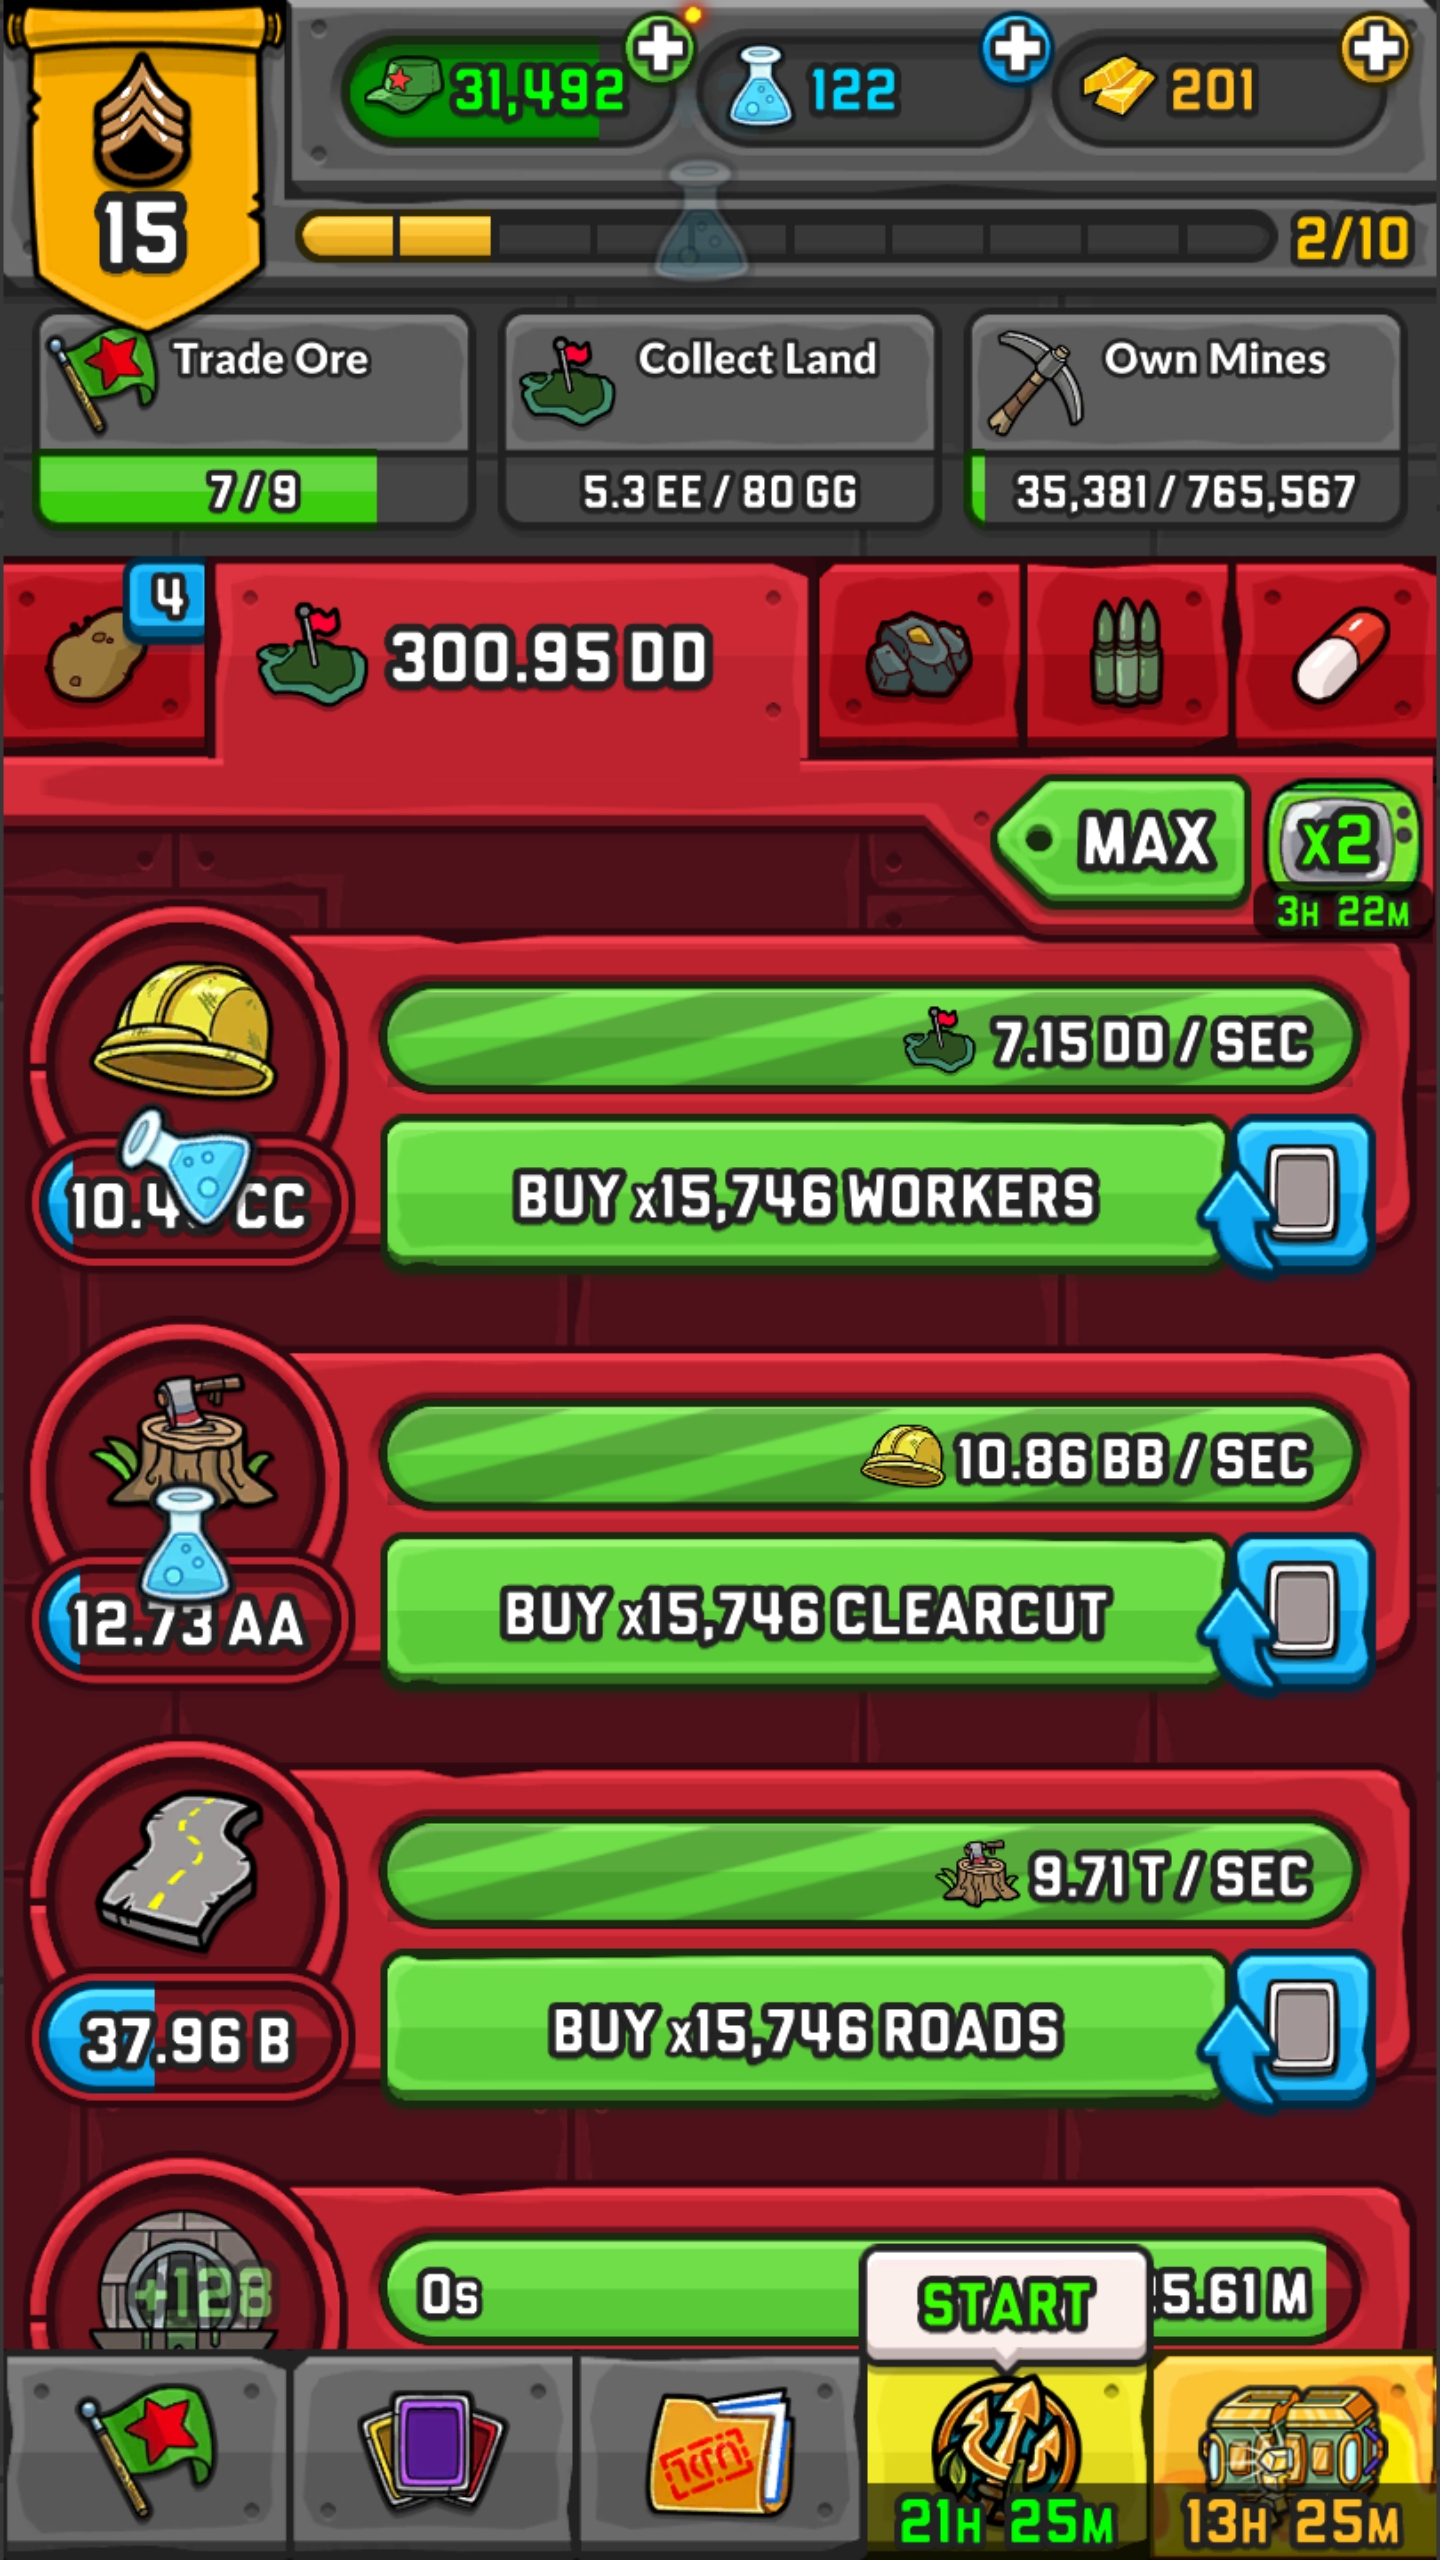 31,492
122
201
15
2/10
Trade Ore
Collect Land
Own Mines
7/9
5.3 EE / 80 GG
35,381 / 765,567
4
300.95 DD
MAX
x2
3H 22M
7.15 DD / SEC
BUY x15,746 WORKERS
10.86 BB / SEC
BUY x15,746 CLEARCUT
12.73 AA
9.71 T / SEC
BUY x15,746 ROADS
37.96 B
+128
0s
START
21H 25M
13H 25M